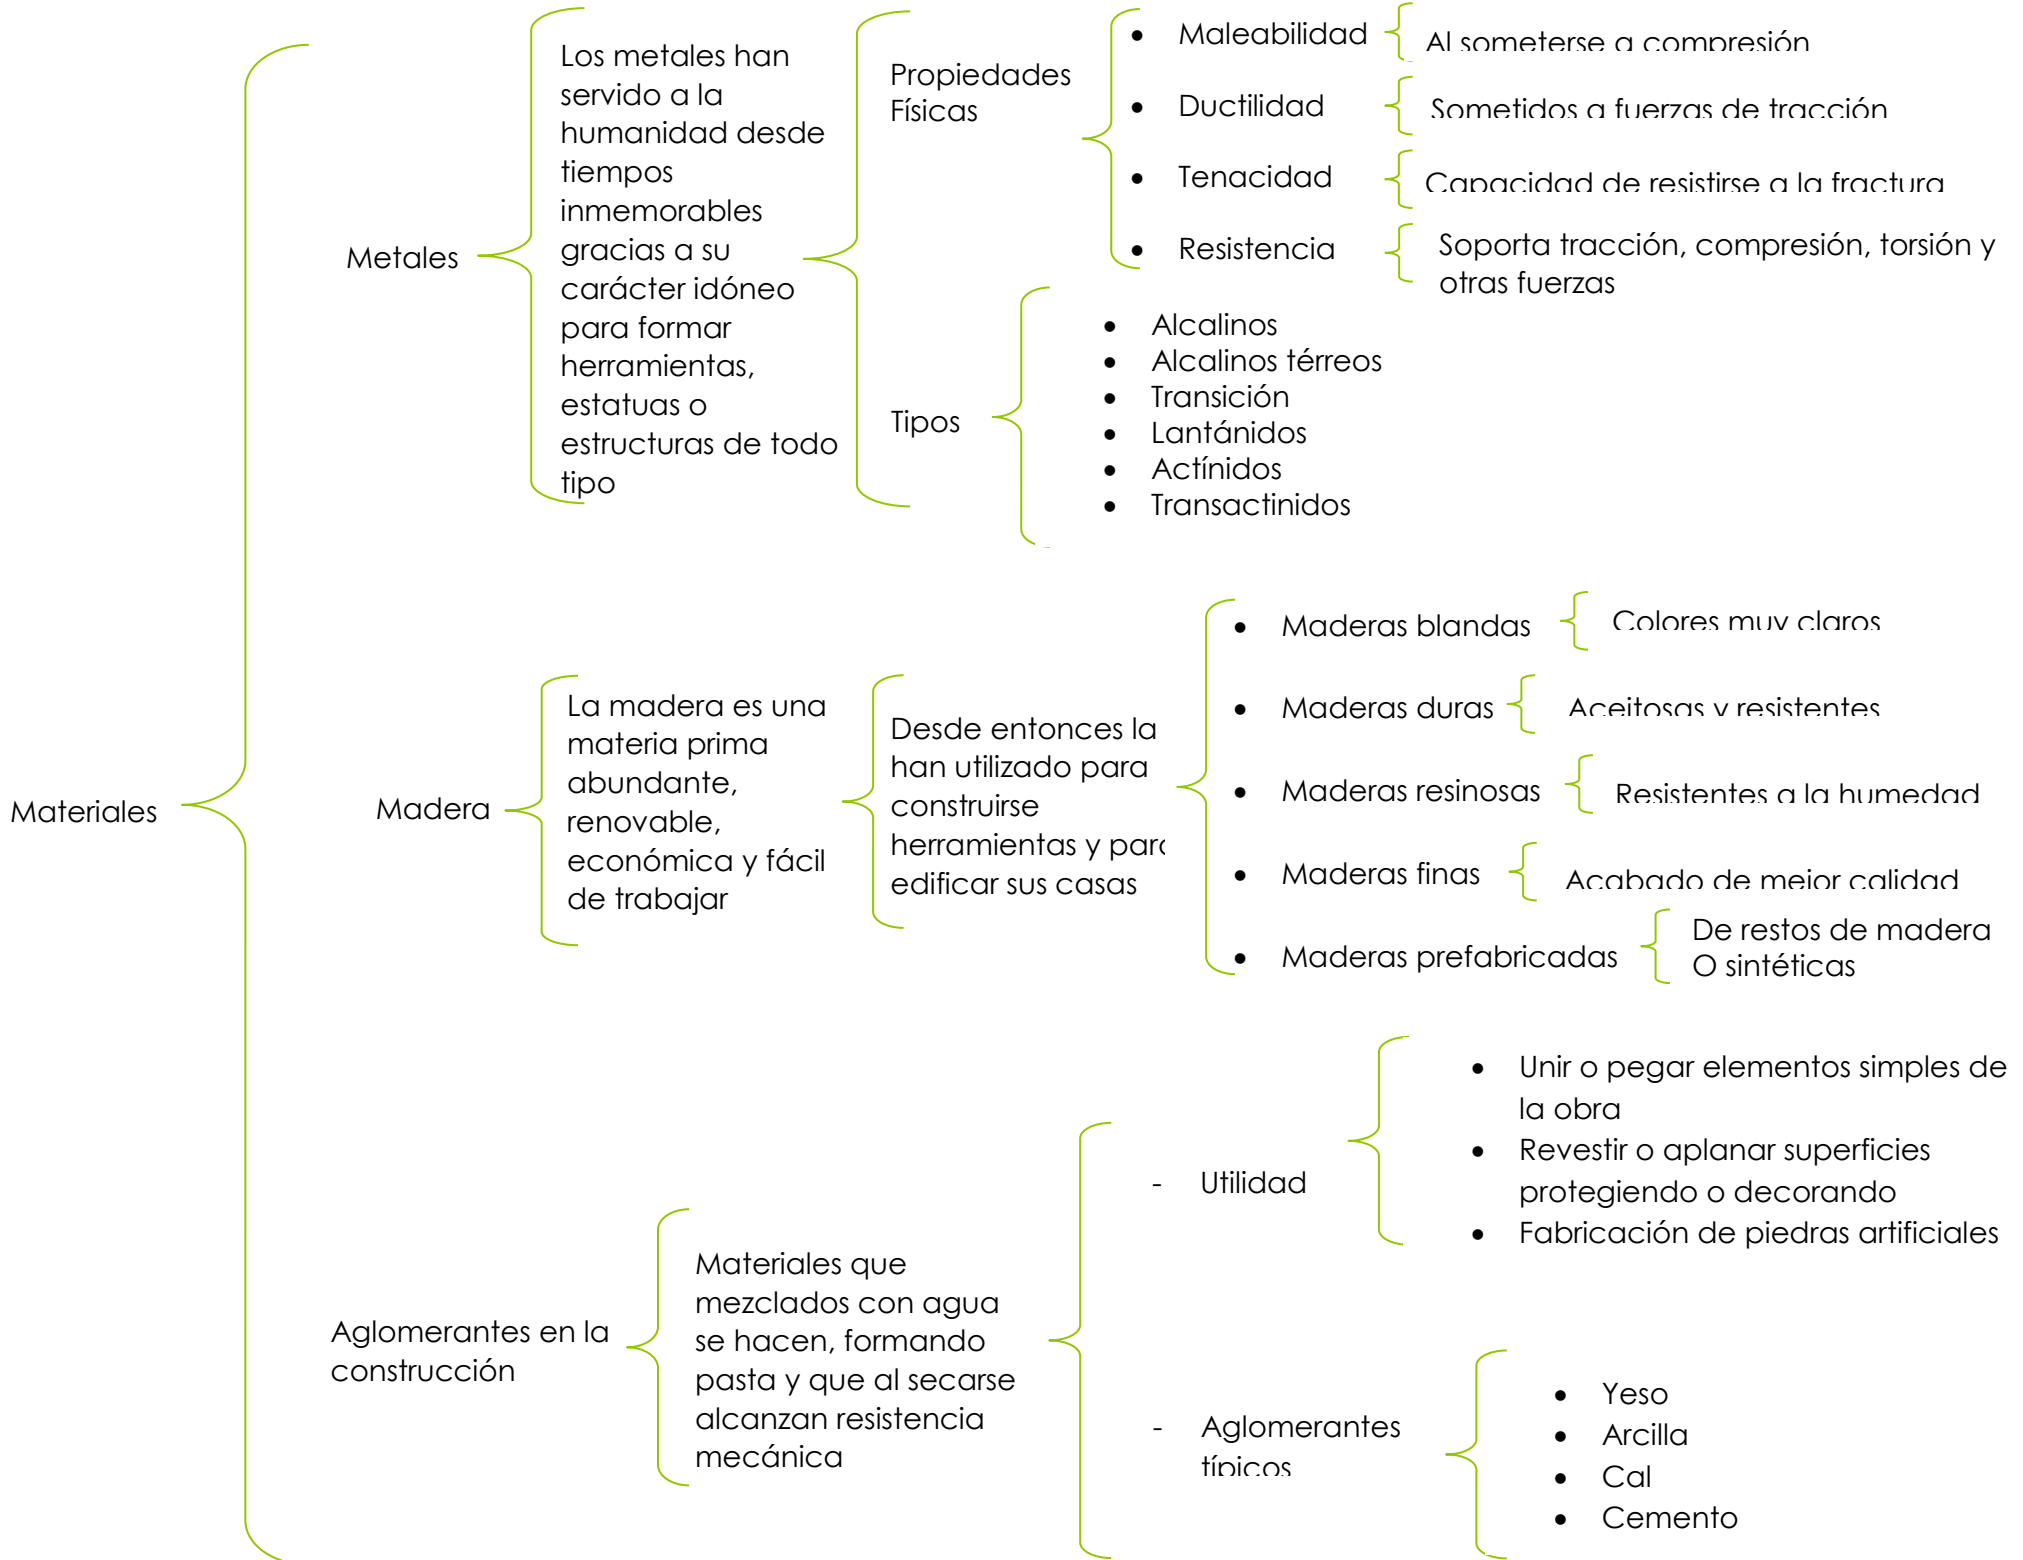 Materiales
Metales
Los metales han
servido a la
humanidad desde
tiempos
inmemorables
gracias a su
carácter idóneo
para formar
herramientas,
estatuas o
estructuras de todo
tipo
Propiedades
Físicas
• Maleabilidad
Al someterse a compresión
• Ductilidad
Sometidos a fuerzas de tracción
• Tenacidad
Capacidad de resistirse a la fractura
• Resistencia
Soporta tracción, compresión, torsión y
otras fuerzas
Tipos
• Alcalinos
• Alcalinos térreos
• Transición
• Lantánidos
• Actínidos
• Transactinidos
Madera
La madera es una
materia prima
abundante,
renovable,
económica y fácil
de trabajar
Desde entonces la
han utilizado para
construirse
herramientas y para
edificar sus casas
• Maderas blandas
Colores muy claros
• Maderas duras
Aceitosas y resistentes
• Maderas resinosas
Resistentes a la humedad
• Maderas finas
Acabado de mejor calidad
• Maderas prefabricadas
De restos de madera
O sintéticas
Aglomerantes en la
construcción
Materiales que
mezclados con agua
se hacen, formando
pasta y que al secarse
alcanzan resistencia
mecánica
- Utilidad
• Unir o pegar elementos simples de
la obra
• Revestir o aplanar superficies
protegiendo o decorando
• Fabricación de piedras artificiales
- Aglomerantes
típicos
• Yeso
• Arcilla
• Cal
• Cemento